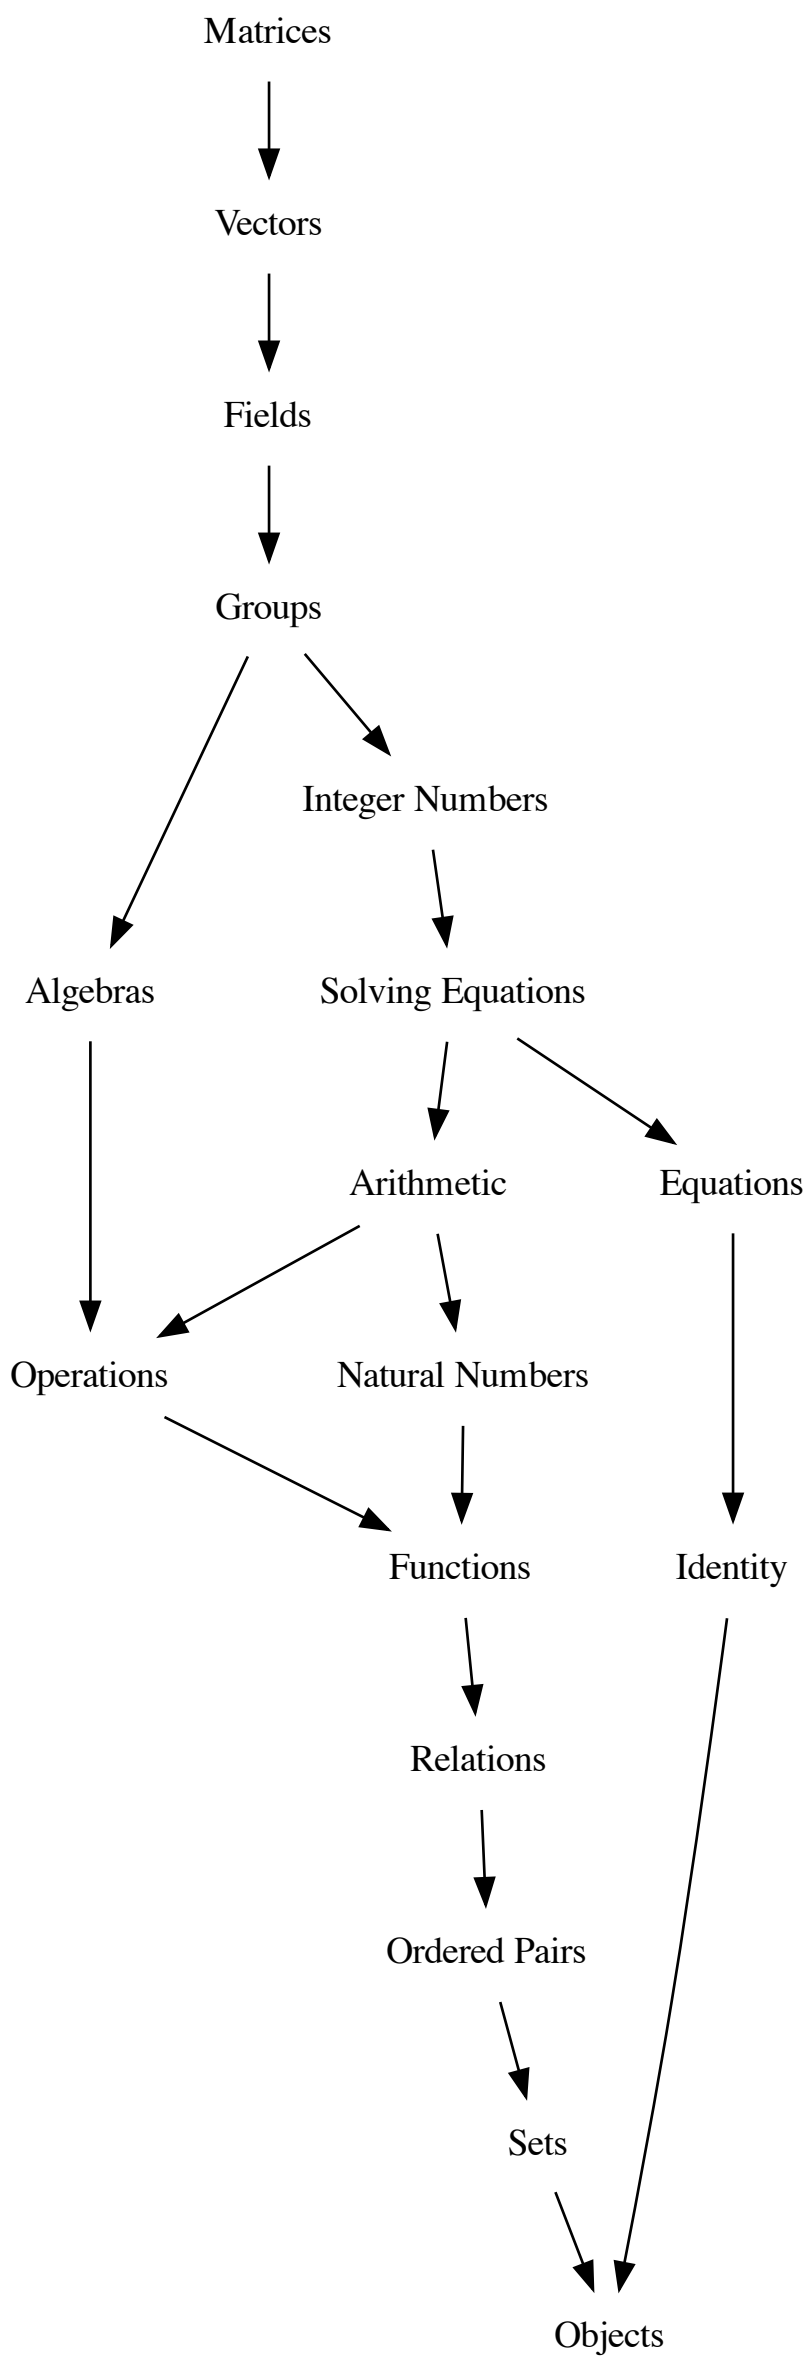 Matrices
Vectors
Fields
Groups
Integer Numbers
Algebras
Solving Equations
Arithmetic
Equations
Operations
Natural Numbers
Functions
Identity
Relations
Ordered Pairs
Sets
Objects